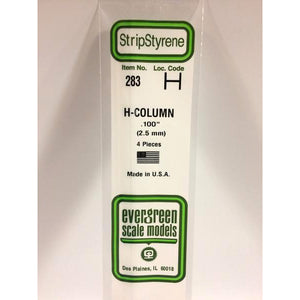 StripStyrene
Item No. Loc. Code
283 H
H-COLUMN
.100"
(2.5 mm)
4 Pieces
Made in U.S.A.
evergreen
scale models
Des Plaines, IL 60018